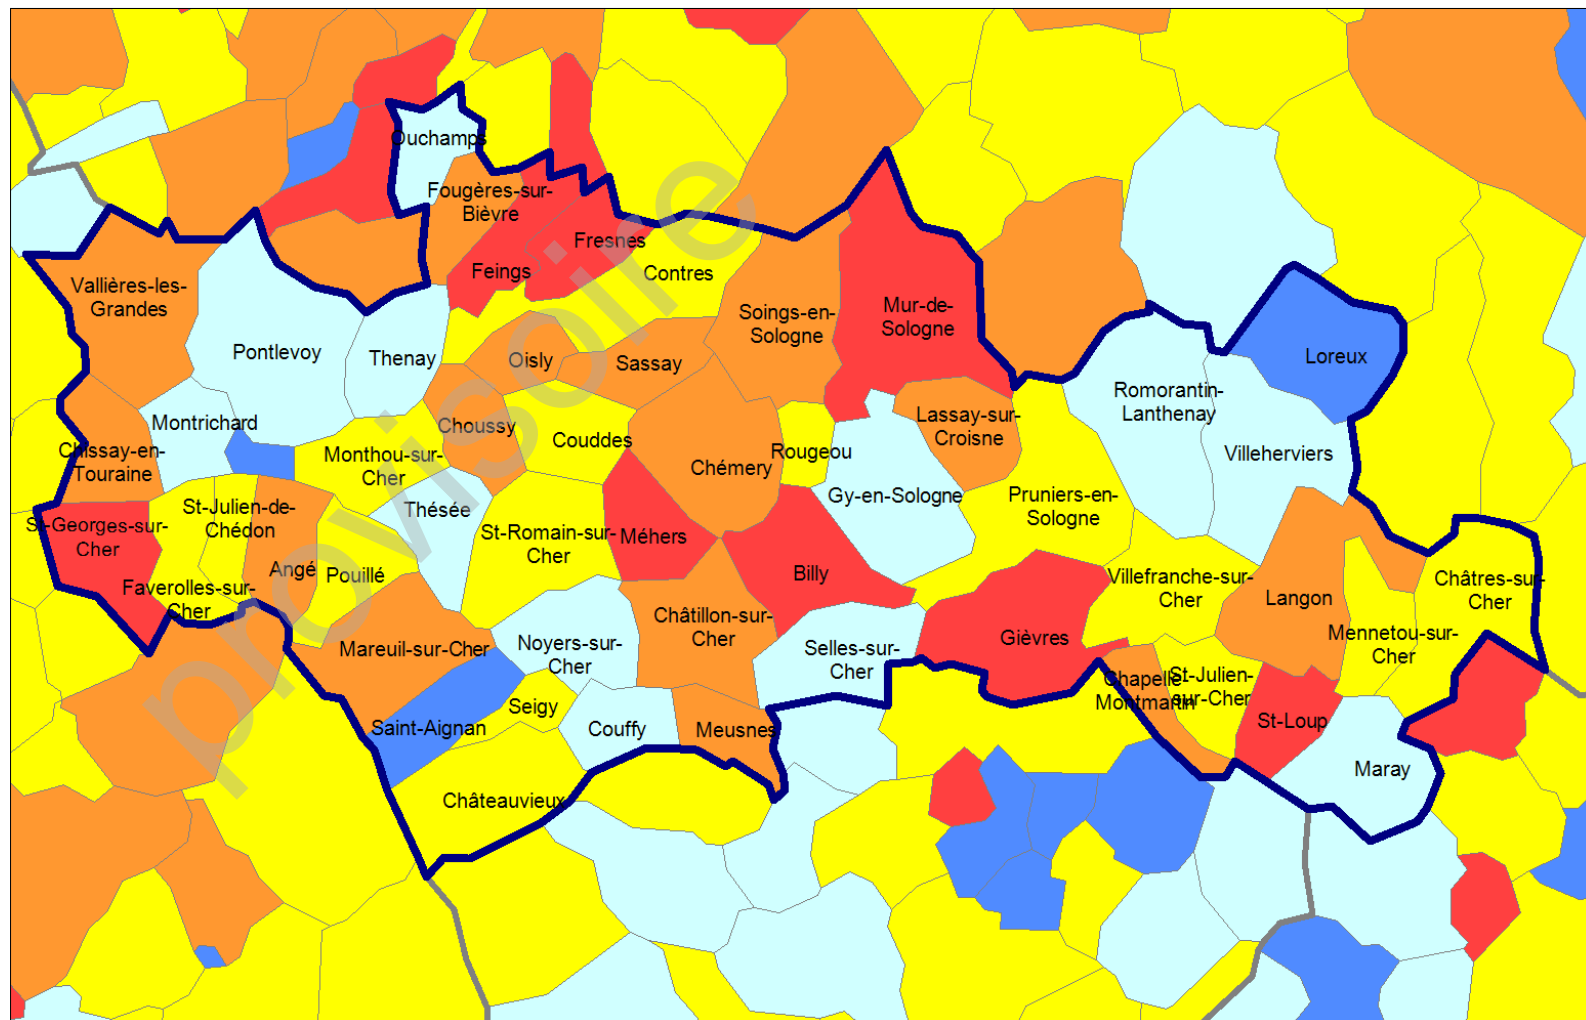 Ouchamps
Fougères-sur-
Bièvre
Fresnes
Feings
Contres
Vallières-les-
Grandes
Soings-en-
Sologne
Mur-de-
Sologne
Pontlevoy
Thenay
Oisly
Sassay
Loreux
Romorantin-
Lanthenay
Montrichard
Choussy
Couddes
Lassay-sur-
Croisne
Chissay-en-
Touraine
Monthou-sur-
Cher
Chémery
Rougeou
Villeherviers
Gy-en-Sologne
Pruniers-en-
Sologne
St-Georges-sur-
Cher
St-Julien-de-
Chédon
Thésée
St-Romain-sur-
Cher
Méhers
Angé
Pouillé
Billy
Faverolles-sur-
Cher
Villefranche-sur-
Cher
Langon
Châtres-sur-
Cher
Châtillon-sur-
Cher
Mareuil-sur-Cher
Noyers-sur-
Cher
Selles-sur-
Cher
Gièvres
Mennetou-sur-
Cher
Chapelle
Montmartin
St-Julien-
sur-Cher
Seigy
Saint-Aignan
Couffy
Meusnes
St-Loup
Maray
Châteauvieux
provisoire